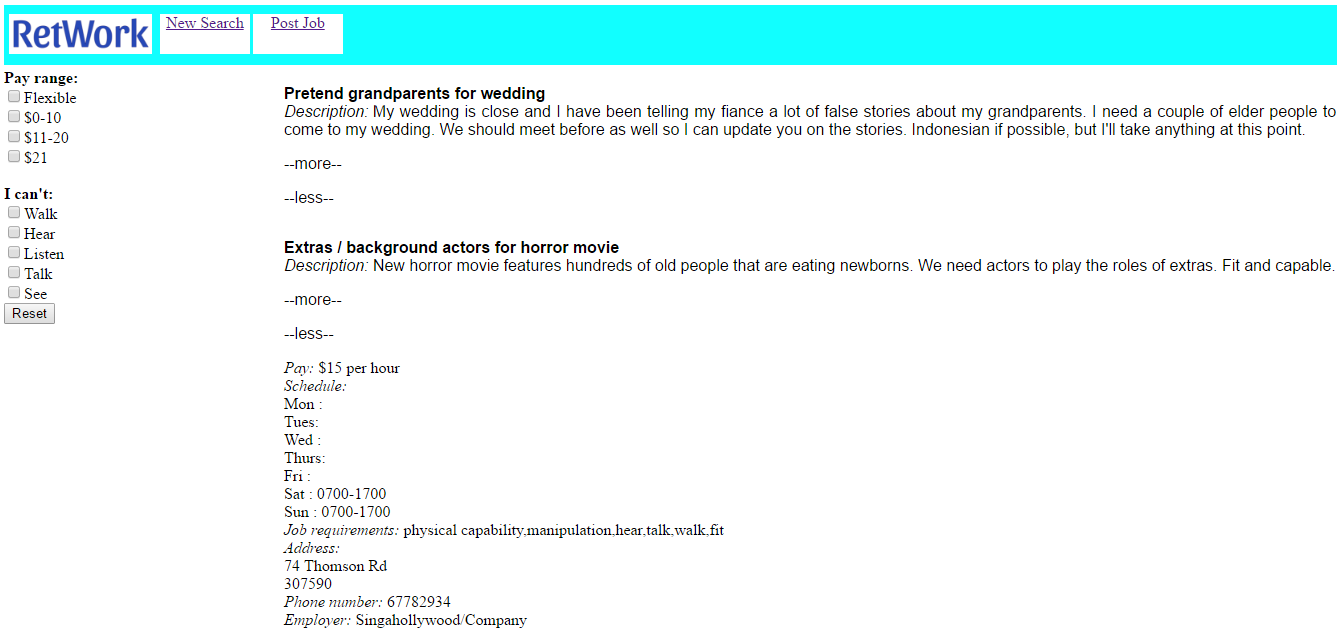 RetWork
New Search
Post Job
Pay range:
Flexible
$0-10
$11-20
$21
I can't:
Walk
Hear
Listen
Talk
See
Reset
Pretend grandparents for wedding
Description: My wedding is close and I have been telling my fiance a lot of false stories about my grandparents. I need a couple of elder people to
come to my wedding. We should meet before as well so I can update you on the stories. Indonesian if possible, but I'll take anything at this point.
--more--
--less--
Extras / background actors for horror movie
Description: New horror movie features hundreds of old people that are eating newborns. We need actors to play the roles of extras. Fit and capable.
--more--
--less--
Pay: $15 per hour
Schedule:
Mon :
Tues:
Wed :
Thurs:
Fri :
Sat : 0700-1700
Sun : 0700-1700
Job requirements: physical capability,manipulation,hear,talk,walk,fit
Address:
74 Thomson Rd
307590
Phone number: 67782934
Employer: Singahollywood/Company